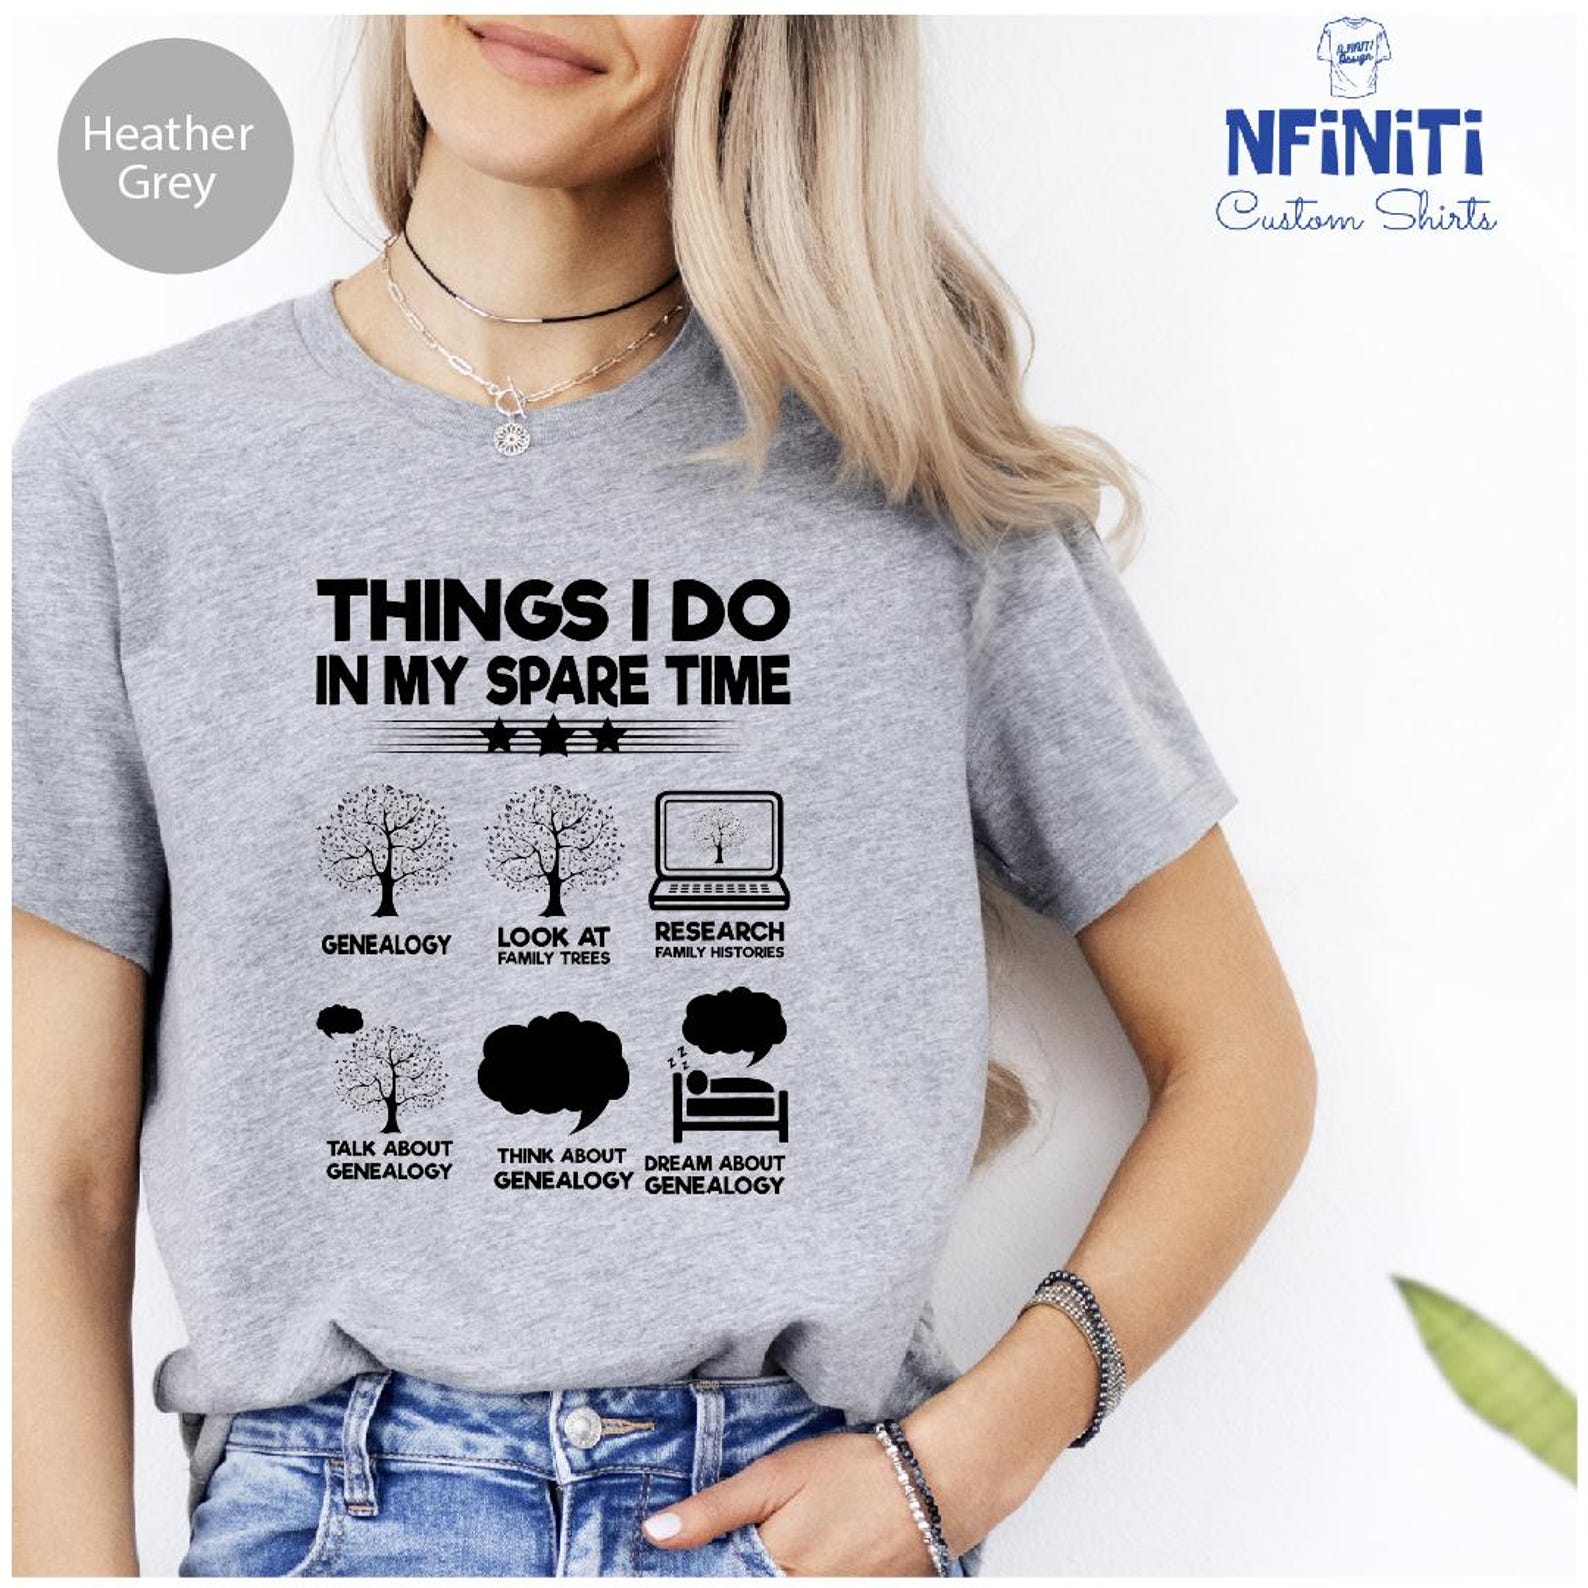 Heather
Grey
NFiNiTi
Custom Shirts
THINGS I DO
IN MY SPARE TIME
GENEALOGY
LOOK AT
FAMILY TREES
RESEARCH
FAMILY HISTORIES
z z z z
TALK ABOUT
GENEALOGY
THINK ABOUT
GENEALOGY
DREAM ABOUT
GENEALOGY